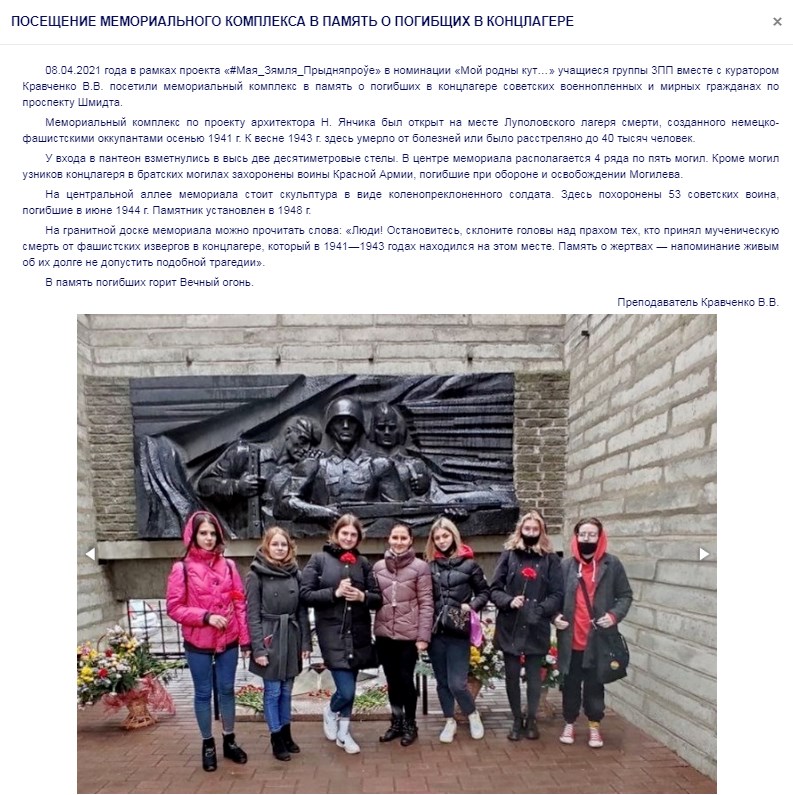 ПОСЕЩЕНИЕ МЕМОРИАЛЬНОГО КОМПЛЕКСА В ПАМЯТЬ О ПОГИБЩИХ В КОНЦЛАГЕРЕ
08.04.2021 года в рамках проекта «#Мая_Зямля_Прыдняпроўе» в номинации «Мой родны кут…» учащиеся группы 3ПП вместе с куратором
Кравченко В.В. посетили мемориальный комплекс в память о погибших в концлагере советских военнопленных и мирных гражданах по
проспекту Шмидта.
Мемориальный комплекс по проекту архитектора Н. Янчика был открыт на месте Луполовского лагеря смерти, созданного немецко-
фашистскими оккупантами осенью 1941 г. К весне 1943 г. здесь умерло от болезней или было расстреляно до 40 тысяч человек.
У входа в пантеон взметнулись в высь две десятиметровые стелы. В центре мемориала располагается 4 ряда по пять могил. Кроме могил
узников концлагеря в братских могилах захоронены воины Красной Армии, погибшие при обороне и освобождении Могилева.
На центральной аллее мемориала стоит скульптура в виде коленопреклоненного солдата. Здесь похоронены 53 советских воина,
погибшие в июне 1944 г. Памятник установлен в 1948 г.
На гранитной доске мемориала можно прочитать слова: «Люди! Остановитесь, склоните головы над прахом тех, кто принял мученическую
смерть от фашистских извергов в концлагере, который в 1941—1943 годах находился на этом месте. Память о жертвах — напоминание живым
об их долге не допустить подобной трагедии».
В память погибших горит Вечный огонь.
Преподаватель Кравченко В.В.